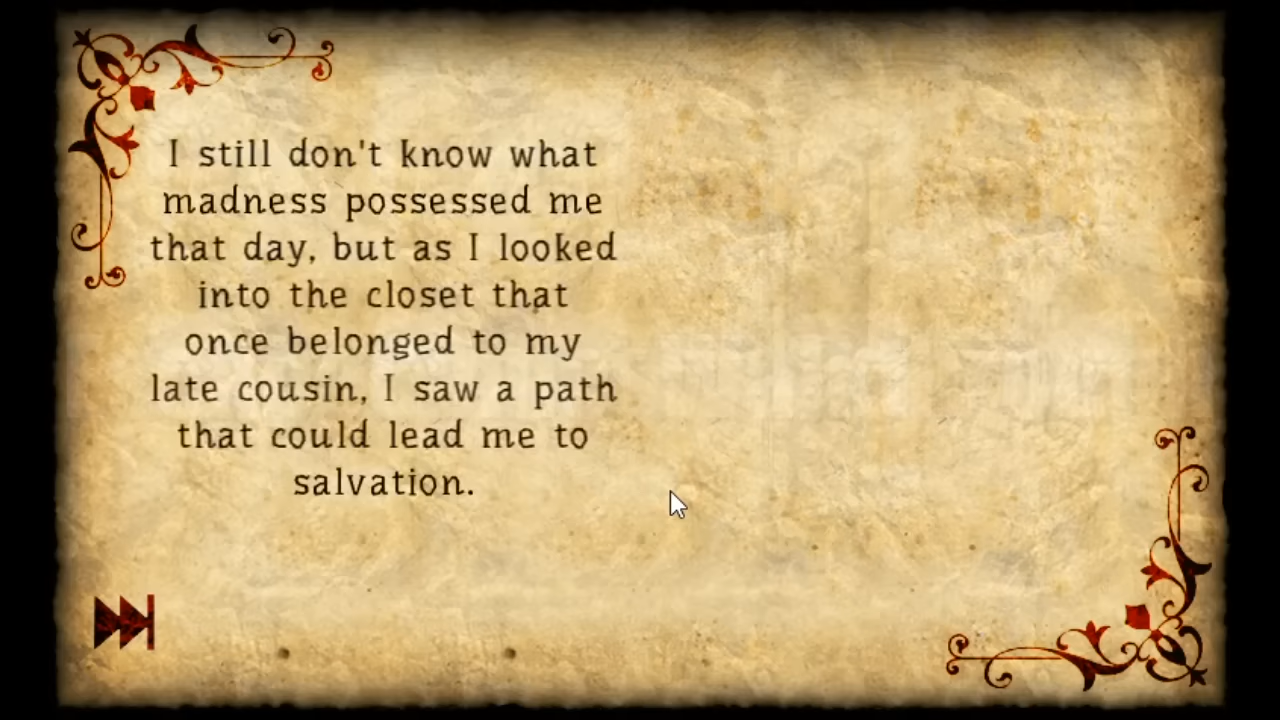 I still don't know what
madness possessed me
that day, but as I looked
into the closet that
once belonged to my
late cousin, I saw a path
that could lead me to
salvation.